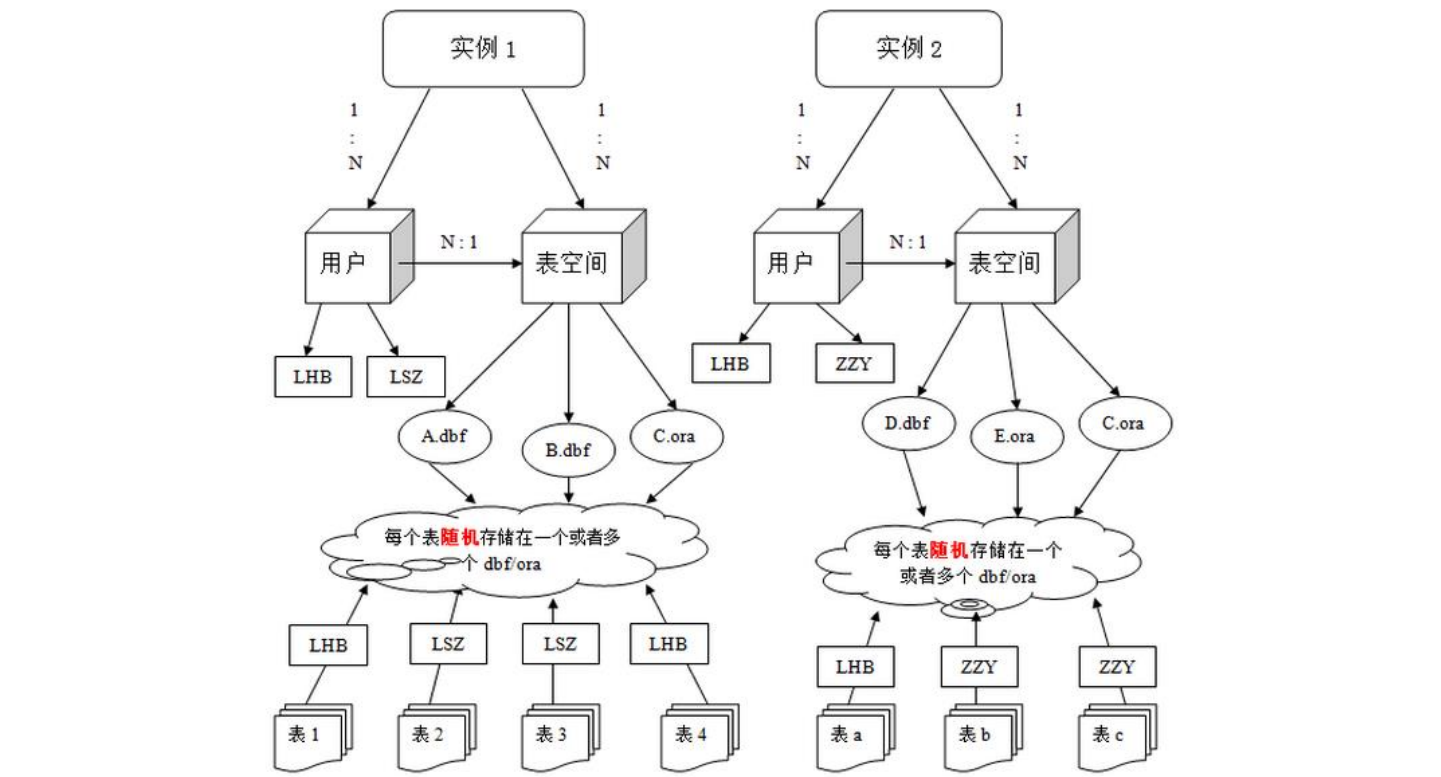 实例 1
实例 2
1
:
N
1
:
N
1
:
N
1
:
N
用户
N : 1
表空间
用户
N : 1
表空间
LHB
LSZ
LHB
ZZY
A.dbf
B.dbf
C.ora
D.dbf
E.ora
C.ora
每个表随机存储在一个或者多
个 dbf/ora
每个表随机存储在一个
或者多个 dbf/ora
LHB
LSZ
LSZ
LHB
LHB
ZZY
ZZY
表 1
表 2
表 3
表 4
表 a
表 b
表 c